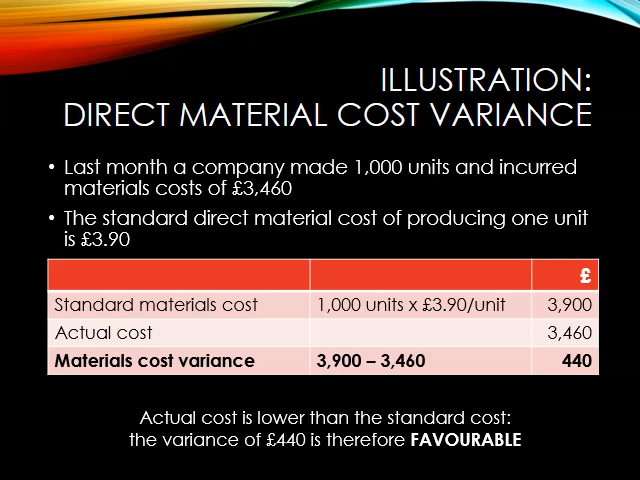 ILLUSTRATION:
DIRECT MATERIAL COST VARIANCE
• Last month a company made 1,000 units and incurred
materials costs of £3,460
• The standard direct material cost of producing one unit
is £3.90
£
Standard materials cost 1,000 units x £3.90/unit 3,900
Actual cost 3,460
Materials cost variance 3,900 – 3,460 440
Actual cost is lower than the standard cost:
the variance of £440 is therefore FAVOURABLE